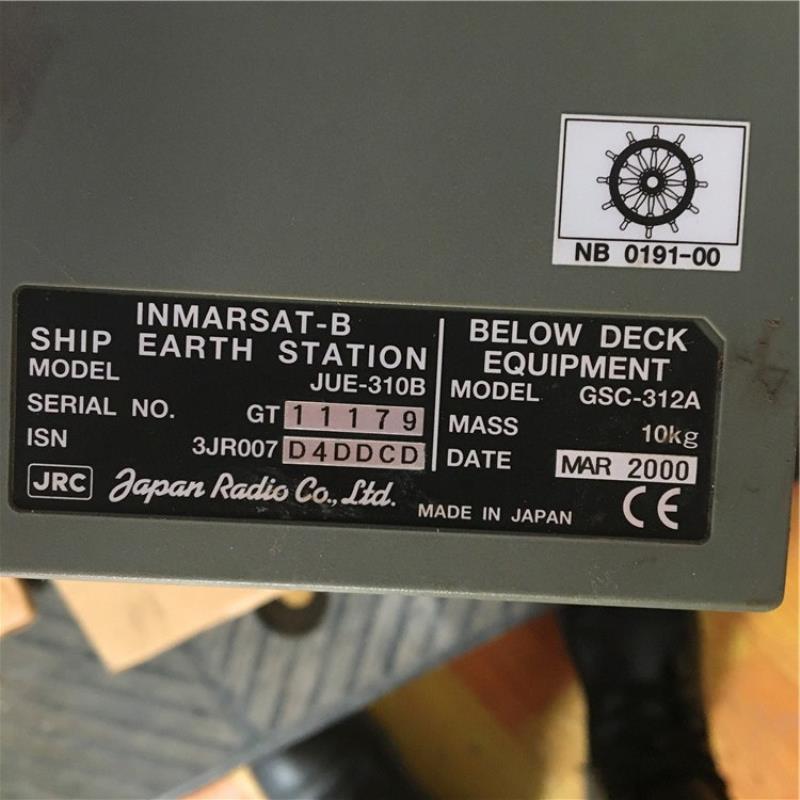 NB 0191-00
INMARSAT-B
SHIP EARTH STATION
MODEL JUE-310B
SERIAL NO. GT 11179
ISN 3JR007 D4DDCD
JRC Japan Radio Co., Ltd.
MADE IN JAPAN
BELOW DECK
EQUIPMENT
MODEL GSC-312A
MASS 10kg
DATE MAR 2000
CE